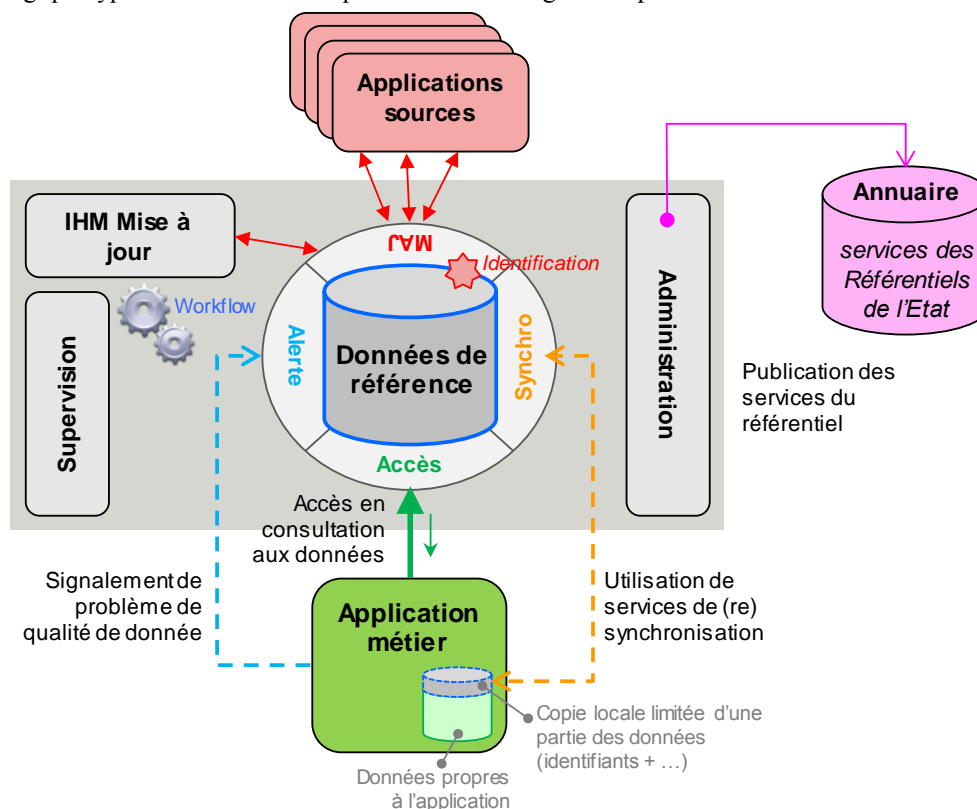 Applications
sources
IHM Mise à
jour
MAJ
Identification
Workflow
Alerte
Données de
référence
Synchro
Accès
Supervision
Administration
Annuaire
services des
Référentiels
de l'Etat
Publication des
services du
référentiel
Accès en
consultation
aux données
Signalement de
problème de
qualité de donnée
Application
métier
Utilisation de
services de (re)
synchronisation
Copie locale limitée d'une
partie des données
(identifiants + …)
Données propres
à l'application